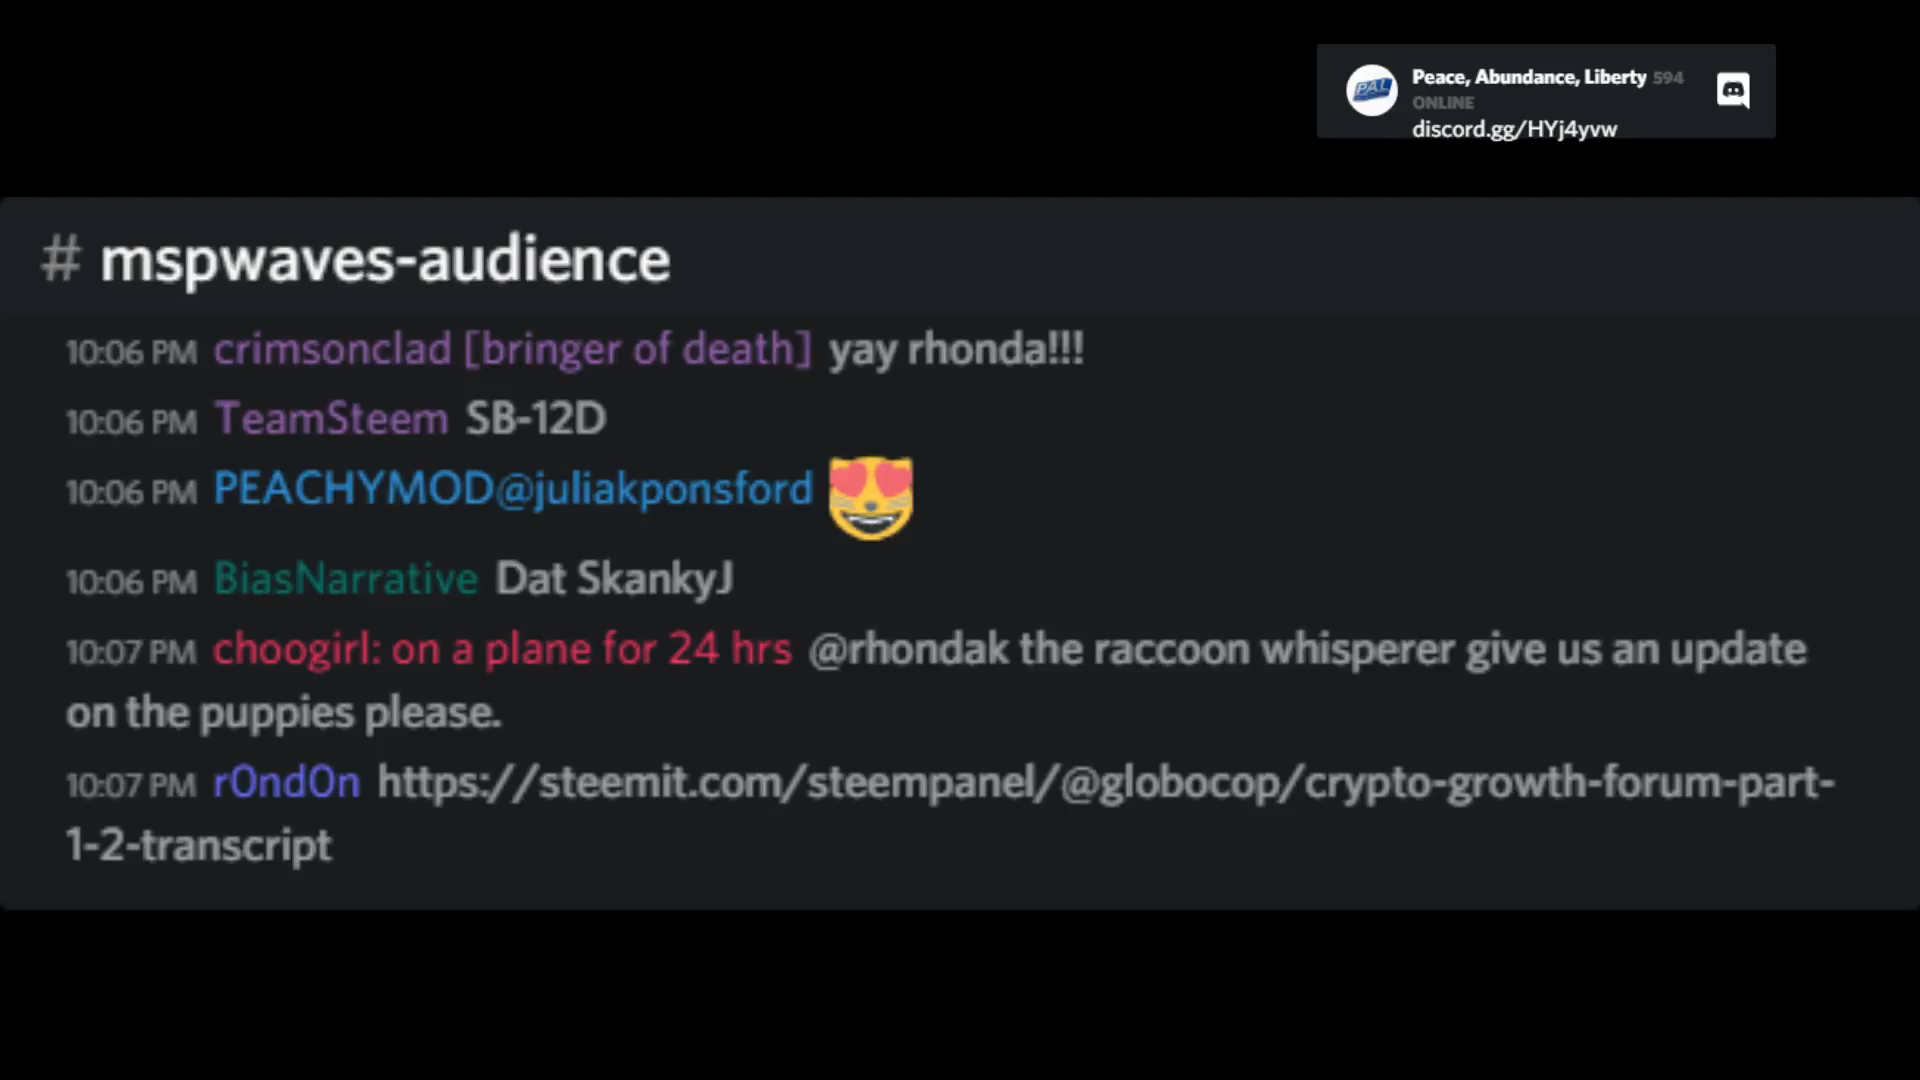 PAL
Peace, Abundance, Liberty 594
ONLINE
discord.gg/HYj4yvw
# mspwaves-audience
10:06 PM crimsonclad [bringer of death] yay rhonda!!!
10:06 PM TeamSteem SB-12D
10:06 PM PEACHYMOD@juliakponsford
10:06 PM BiasNarrative Dat SkankyJ
10:07 PM choogirl: on a plane for 24 hrs @rhondak the raccoon whisperer give us an update
on the puppies please.
10:07 PM r0nd0n https://steemit.com/steempanel/@globocop/crypto-growth-forum-part-
1-2-transcript